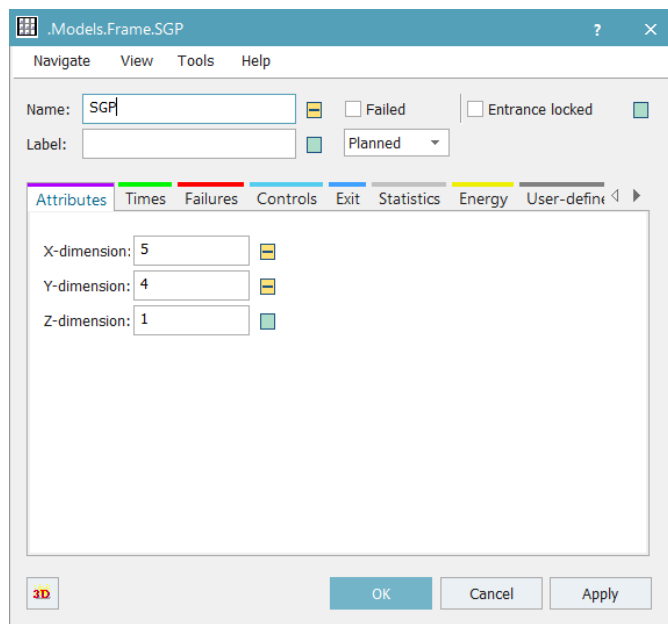 .Models.Frame.SGP ?
Navigate View Tools Help
Name: SGP Failed Entrance locked
Label: Planned
Attributes Times Failures Controls Exit Statistics Energy User-define
X-dimension: 5
Y-dimension: 4
Z-dimension: 1
3D OK Cancel Apply